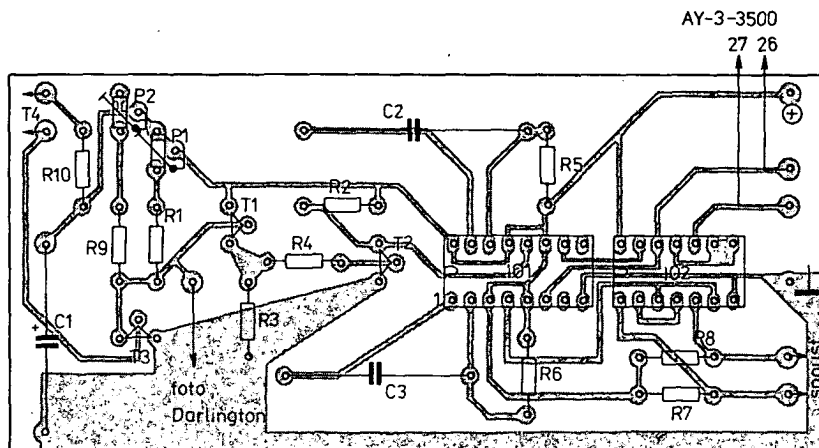 AY-3-3500
27 26
C2
P2
T4
P1
R10
R5
R2
T1
R9
R1
R4
T2
IO1
IO2
1
R3
C1
T3
R8
foto
-Darlington
C3
R6
R7